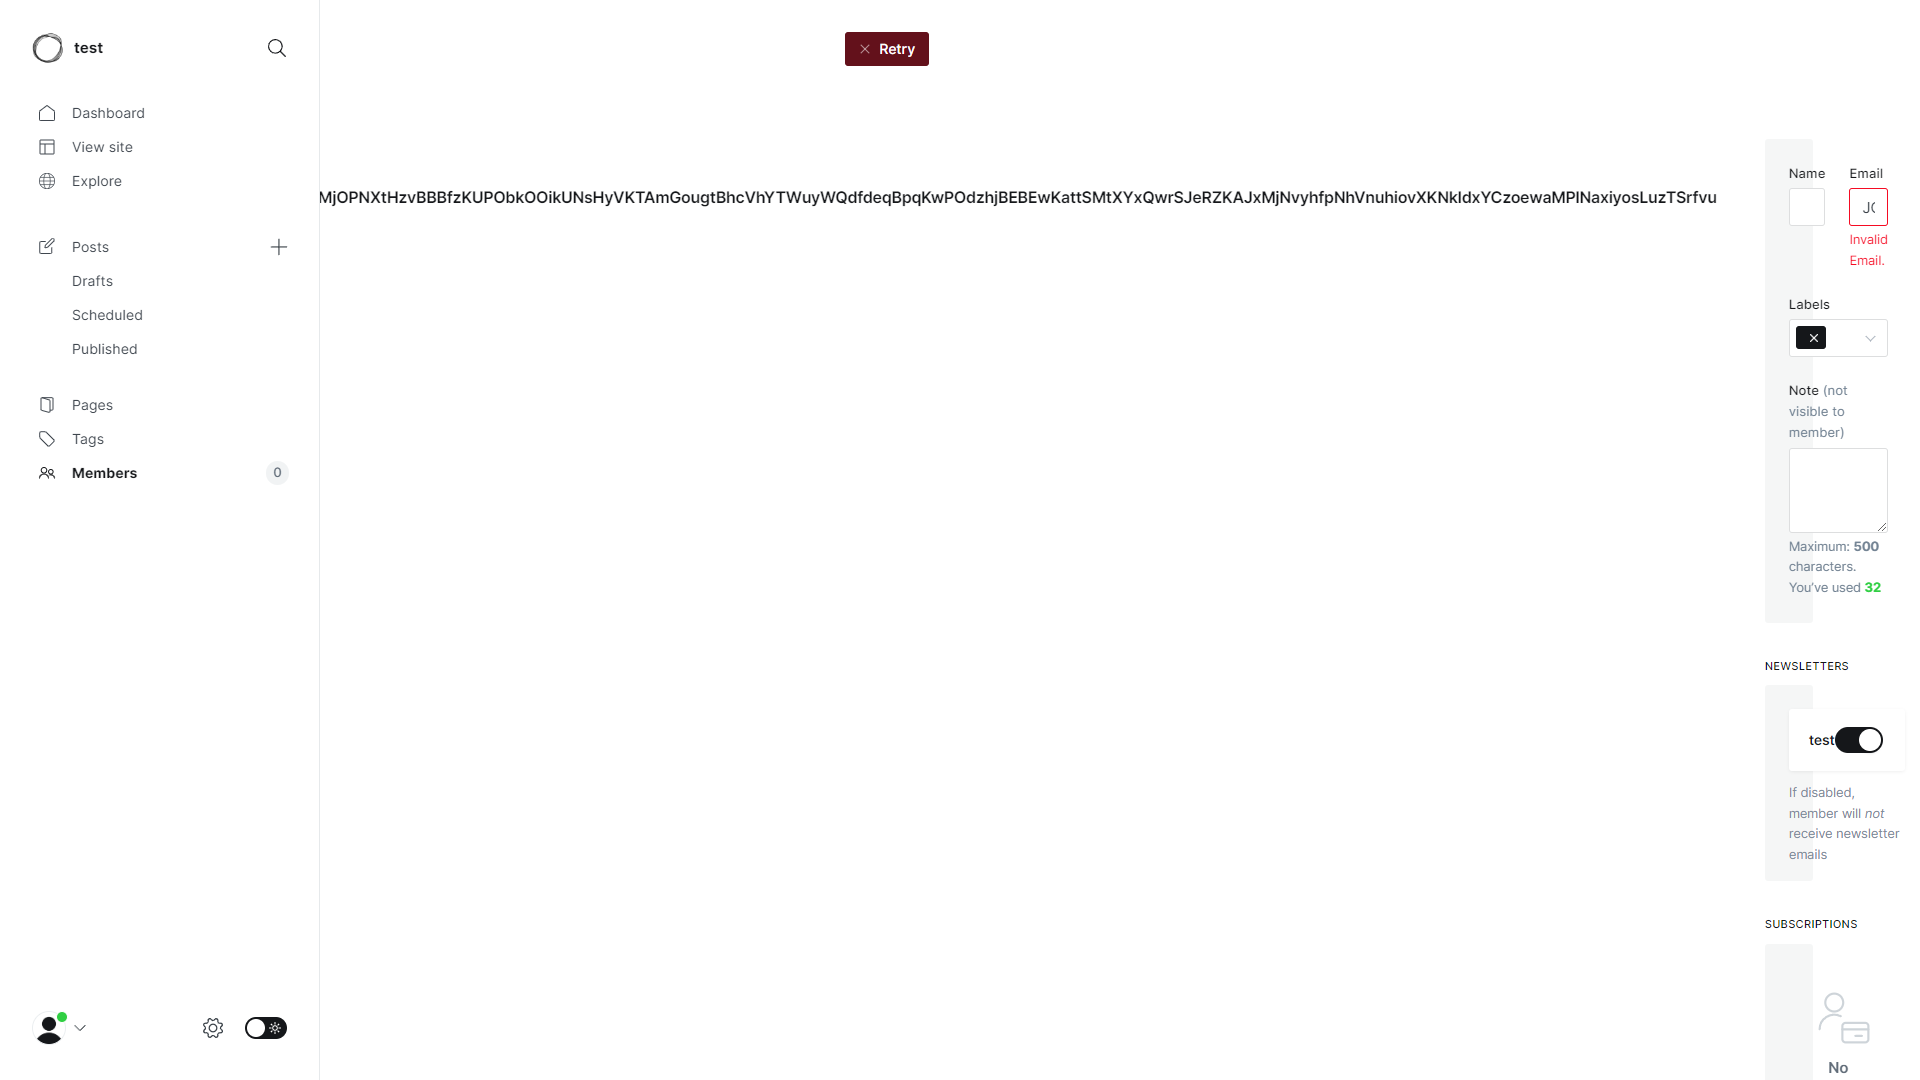 test
Retry
Dashboard
View site
Explore
MjOPNXtHzvBBBfzKUPObkOOikUNsHyVKTAmGougtBhcVhYTWuyWQdfdeqBpqKwPOdzhjBEBEwKattSMtXYxQwrSJeRZKAJxMjNvyhfpNhVnuhiovXKNkIdxYCzoewaMPINaxiyosLuzTSrfvu
Posts
Drafts
Scheduled
Published
Pages
Tags
Members 0
Name Email
Invalid
Email.
Labels
Note (not
visible to
member)
Maximum: 500
characters.
You've used 32
NEWSLETTERS
test
If disabled,
member will not
receive newsletter
emails
SUBSCRIPTIONS
No